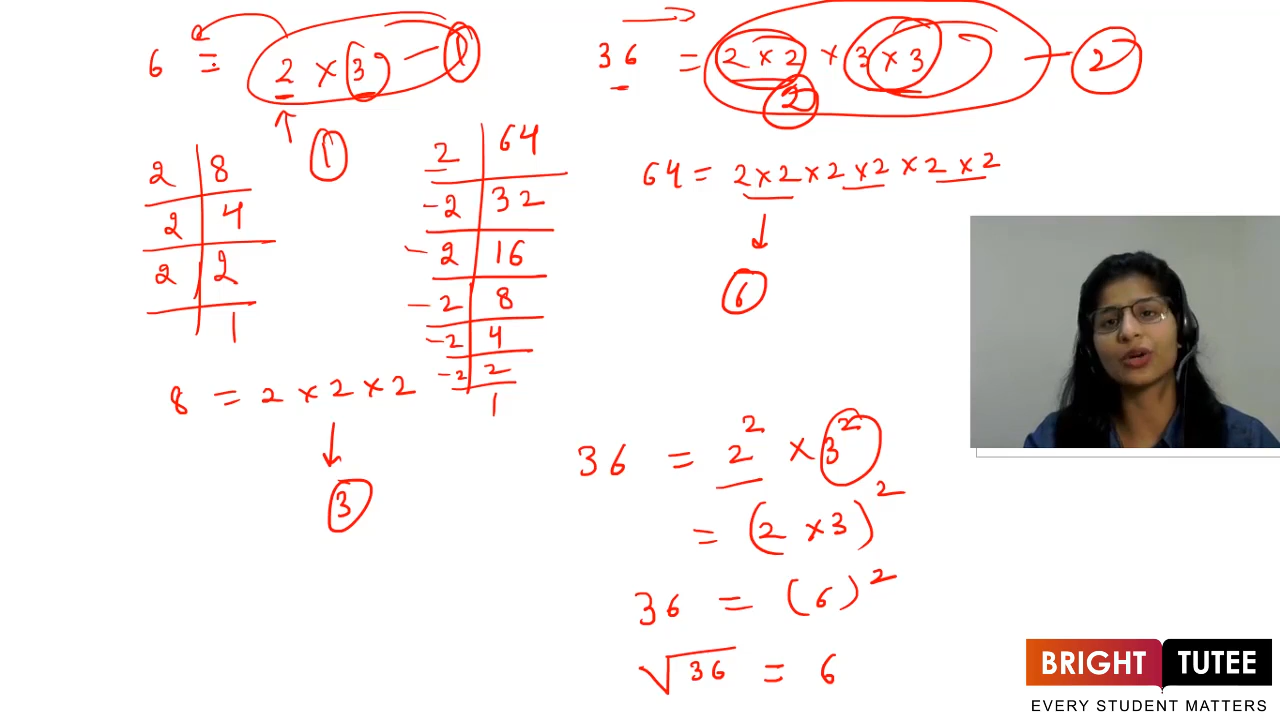 6 = 2 × 3 — 1
1
36 = 2 × 2 × 3 × 3 — 2
2
2 | 8
2 | 4
2 | 2
1
8 = 2 × 2 × 2
3
2 | 64
2 | 32
2 | 16
2 | 8
2 | 4
2 | 2
1
64 = 2 × 2 × 2 × 2 × 2 × 2
6
36 = 2² × 3²
= (2 × 3)²
36 = (6)²
√36 = 6
BRIGHT TUTEE
EVERY STUDENT MATTERS